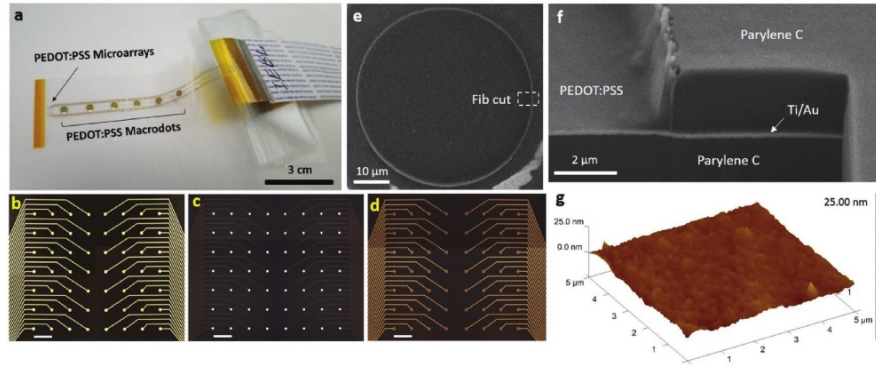 a
PEDOT:PSS Microarrays
PEDOT:PSS Macrodots
3 cm
e
Fib cut
10 µm
f
Parylene C
PEDOT:PSS
Ti/Au
Parylene C
2 µm
b
c
d
g
25.00 nm
25.0 nm
0.0 nm
5 µm
4
3
2
1
1
2
3
4
5 µm
1